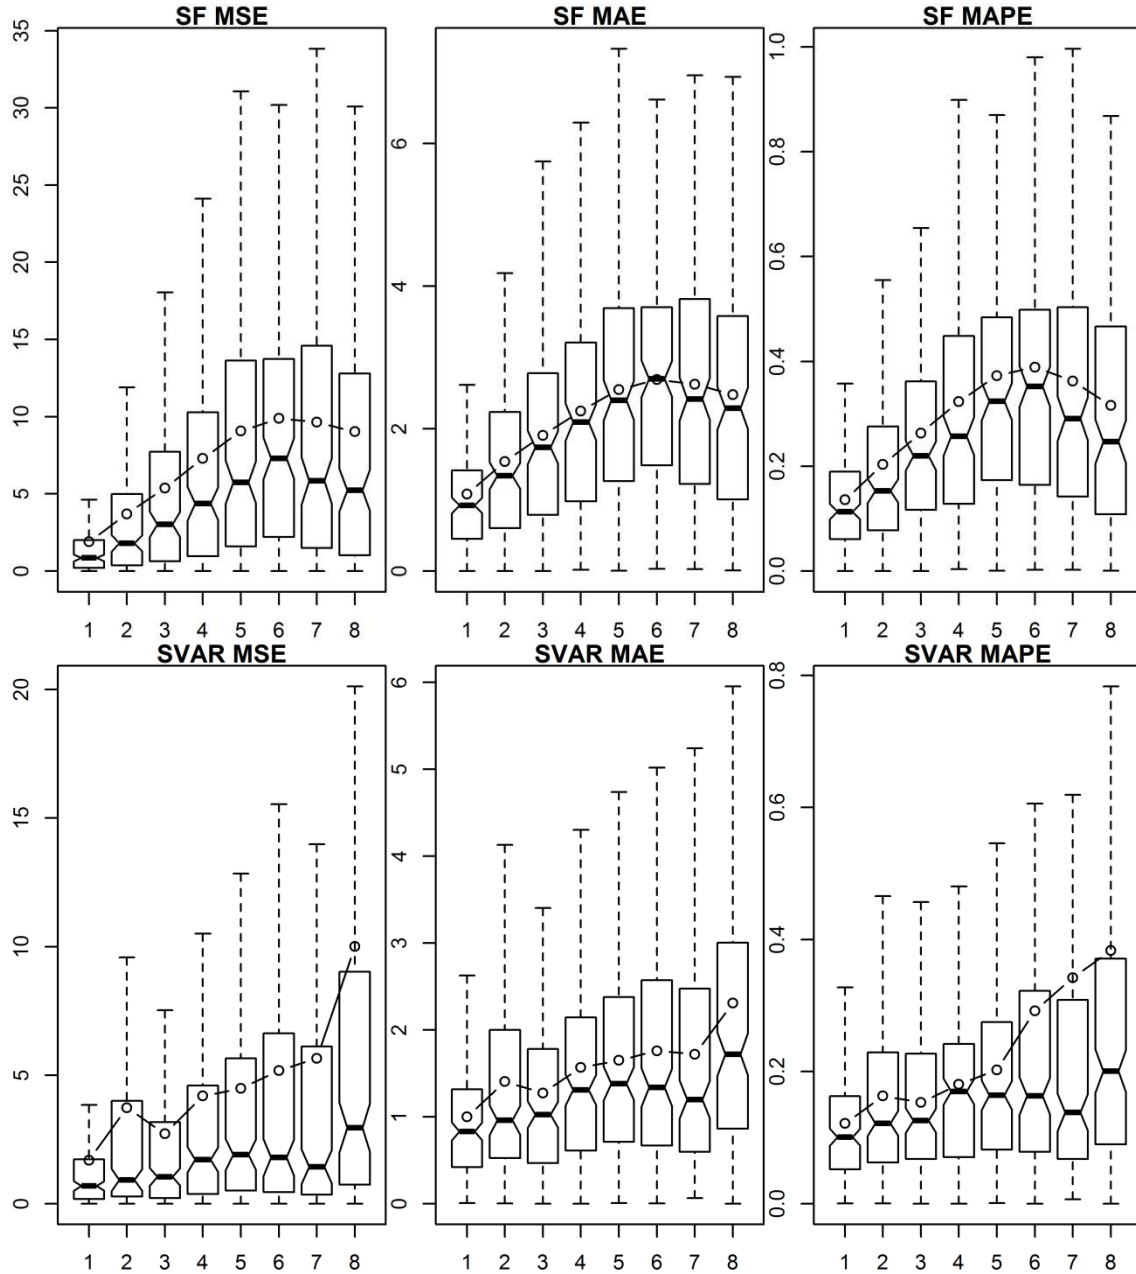 SF MSE
0 5 10 15 20 25 30 35
1 2 3 4 5 6 7 8
SF MAE
0 2 4 6
1 2 3 4 5 6 7 8
SF MAPE
0.0 0.2 0.4 0.6 0.8 1.0
1 2 3 4 5 6 7 8
SVAR MSE
0 5 10 15 20
1 2 3 4 5 6 7 8
SVAR MAE
0 1 2 3 4 5 6
1 2 3 4 5 6 7 8
SVAR MAPE
0.0 0.2 0.4 0.6 0.8
1 2 3 4 5 6 7 8